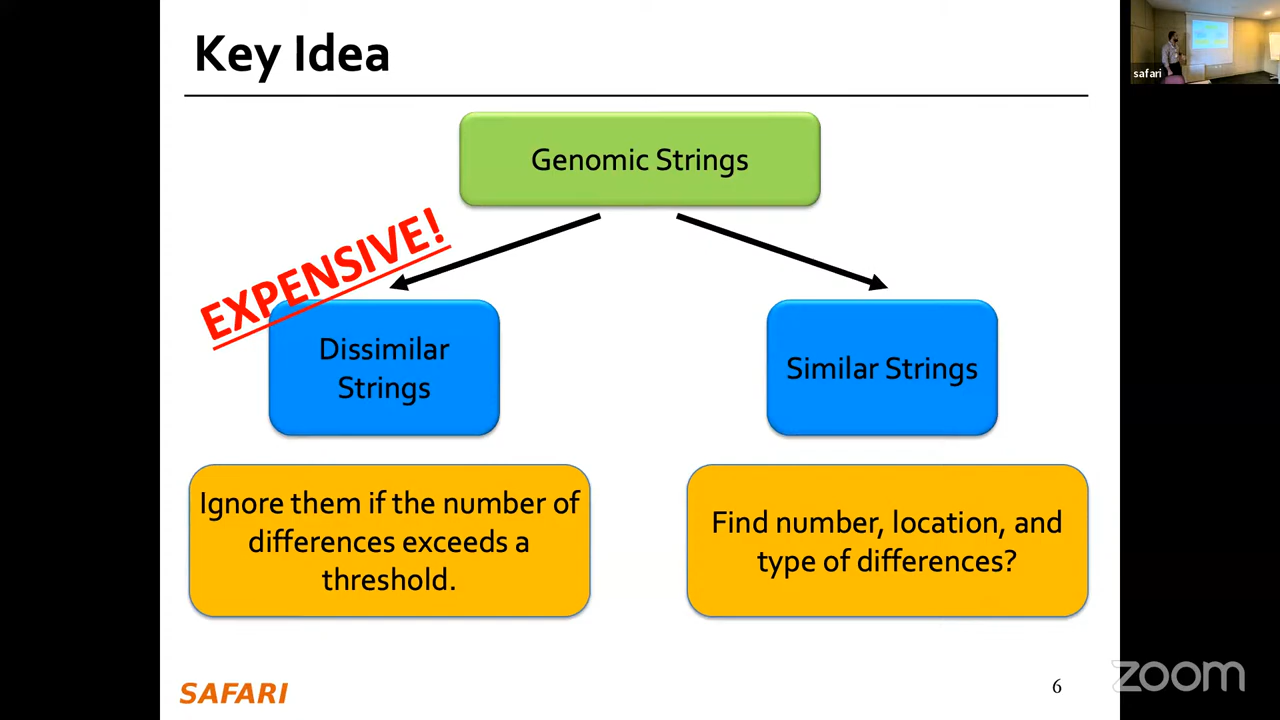 Key Idea
safari
Genomic Strings
EXPENSIVE!
Dissimilar
Strings
Similar Strings
Ignore them if the number of
differences exceeds a
threshold.
Find number, location, and
type of differences?
SAFARI
6
zoom